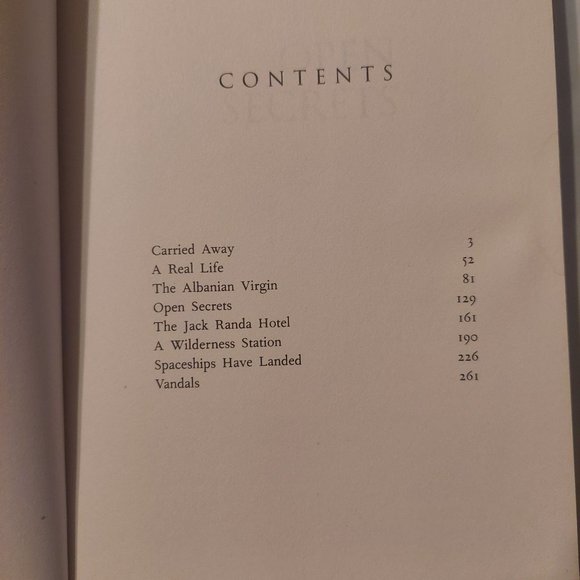 CONTENTS
Carried Away 3
A Real Life 52
The Albanian Virgin 81
Open Secrets 129
The Jack Randa Hotel 161
A Wilderness Station 190
Spaceships Have Landed 226
Vandals 261